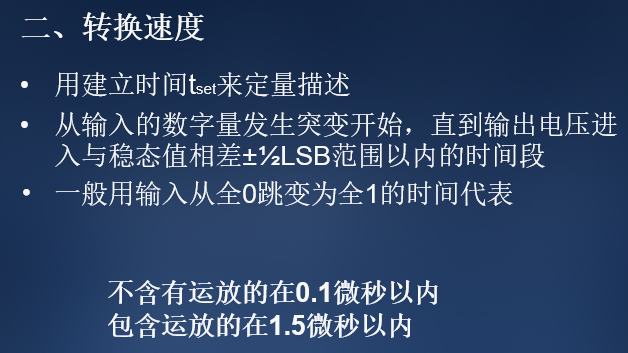 二、转换速度
• 用建立时间tset来定量描述
• 从输入的数字量发生突变开始，直到输出电压进
入与稳态值相差±½LSB范围以内的时间段
• 一般用输入从全0跳变为全1的时间代表
不含有运放的在0.1微秒以内
包含运放的在1.5微秒以内